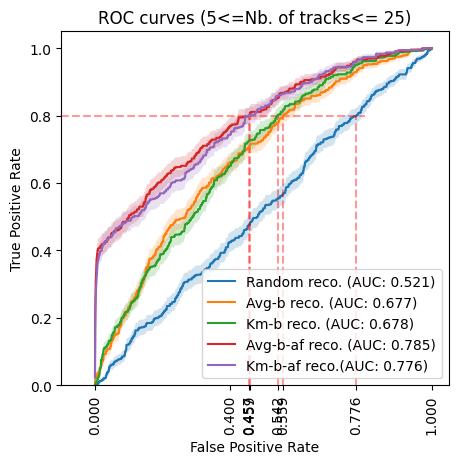 ROC curves (5<=Nb. of tracks<= 25)
1.0
0.8
0.6
0.4
0.2
0.0
True Positive Rate
Random reco. (AUC: 0.521)
Avg-b reco. (AUC: 0.677)
Km-b reco. (AUC: 0.678)
Avg-b-af reco. (AUC: 0.785)
Km-b-af reco.(AUC: 0.776)
0.000
0.400
0.559
0.776
1.000
False Positive Rate